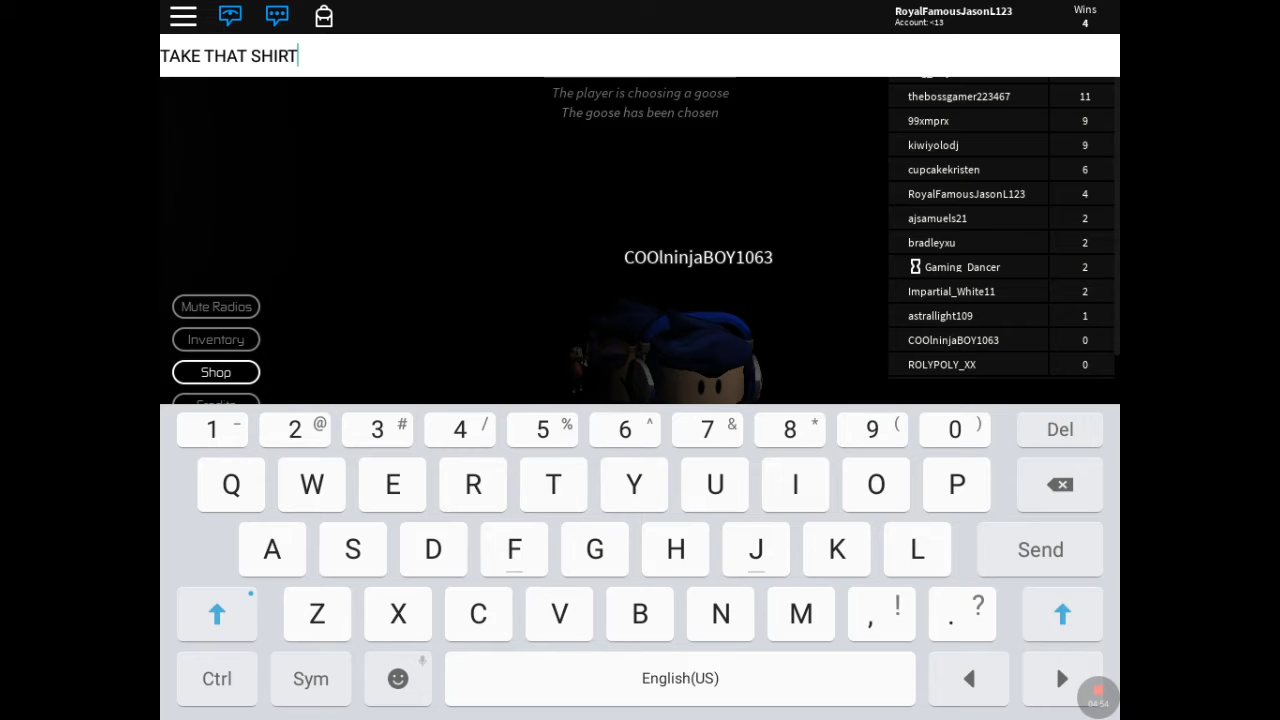 RoyalFamousJasonL123
Account: <13
Wins
4
TAKE THAT SHIRT
The player is choosing a goose
The goose has been chosen
thebossgamer223467 11
99xmprx 9
kiwiyolodj 9
cupcakekristen 6
RoyalFamousJasonL123 4
ajsamuels21 2
bradleyxu 2
Gaming_Dancer 2
Impartial_White11 2
astrallight109 1
COOlninjaBOY1063 0
ROLYPOLY_XX 0
COOlninjaBOY1063
Mute Radios
Inventory
Shop
1 - 2 @ 3 # 4 / 5 % 6 ^ 7 & 8 * 9 ( 0 ) Del
Q W E R T Y U I O P
A S D F G H J K L Send
Z X C V B N M , ! . ?
Ctrl Sym English(US)
04:54